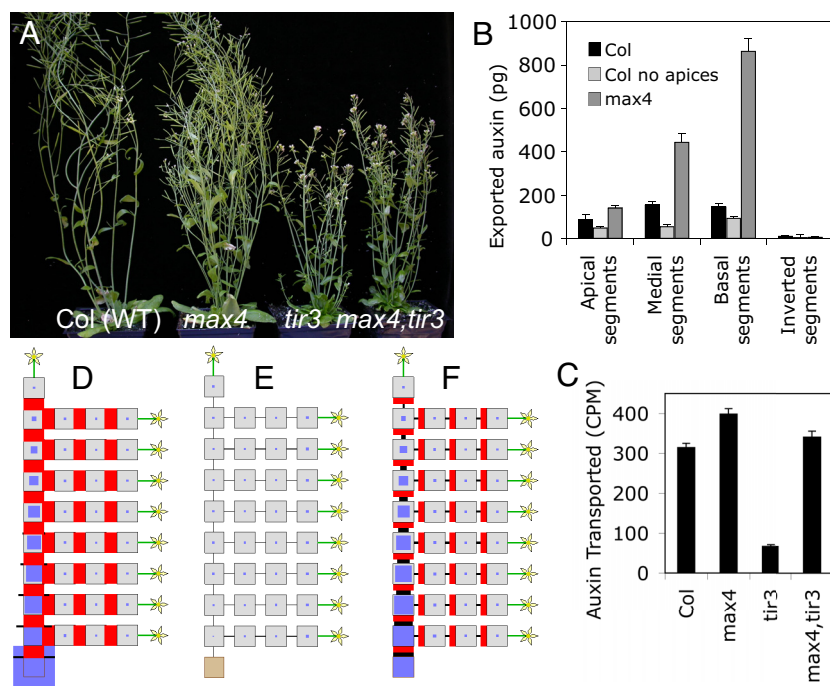 A
Col (WT)
max4
tir3
max4,tir3
B
Exported auxin (pg)
1000
800
600
400
200
0
Col
Col no apices
max4
Apical
segments
Medial
segments
Basal
segments
Inverted
segments
D
E
F
C
Auxin Transported (CPM)
400
300
200
100
0
Col
max4
tir3
max4,tir3